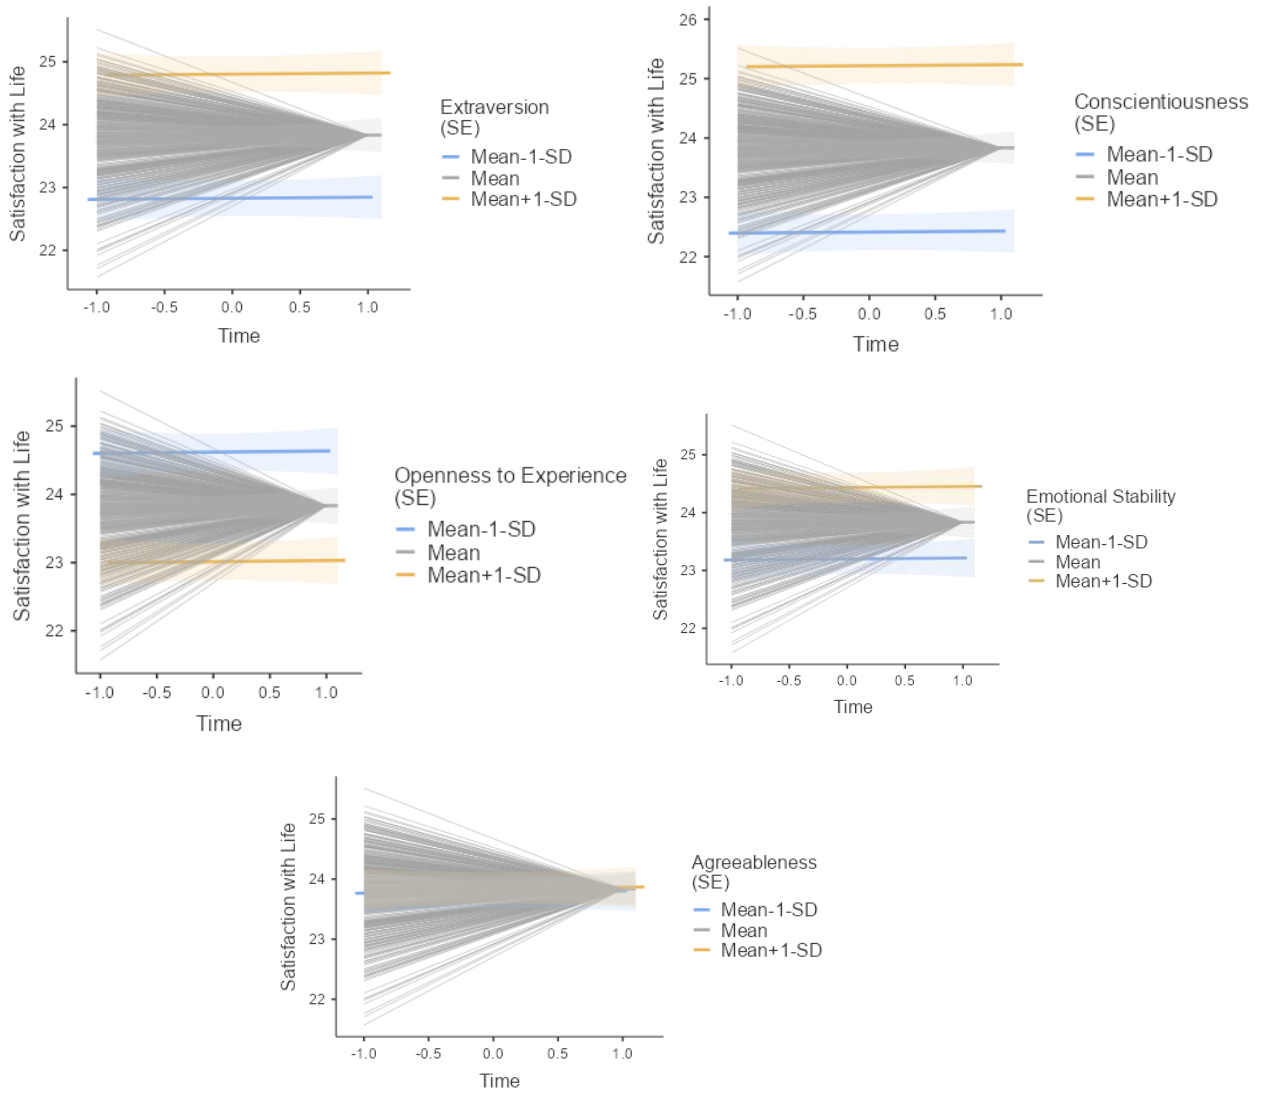 Satisfaction with Life
25
24
23
22
-1.0 -0.5 0.0 0.5 1.0
Time
Extraversion
(SE)
Mean-1-SD
Mean
Mean+1-SD
Satisfaction with Life
26
25
24
23
22
-1.0 -0.5 0.0 0.5 1.0
Time
Conscientiousness
(SE)
Mean-1-SD
Mean
Mean+1-SD
Satisfaction with Life
25
24
23
22
-1.0 -0.5 0.0 0.5 1.0
Time
Openness to Experience
(SE)
Mean-1-SD
Mean
Mean+1-SD
Satisfaction with Life
25
24
23
22
-1.0 -0.5 0.0 0.5 1.0
Time
Emotional Stability
(SE)
Mean-1-SD
Mean
Mean+1-SD
Satisfaction with Life
25
24
23
22
-1.0 -0.5 0.0 0.5 1.0
Time
Agreeableness
(SE)
Mean-1-SD
Mean
Mean+1-SD